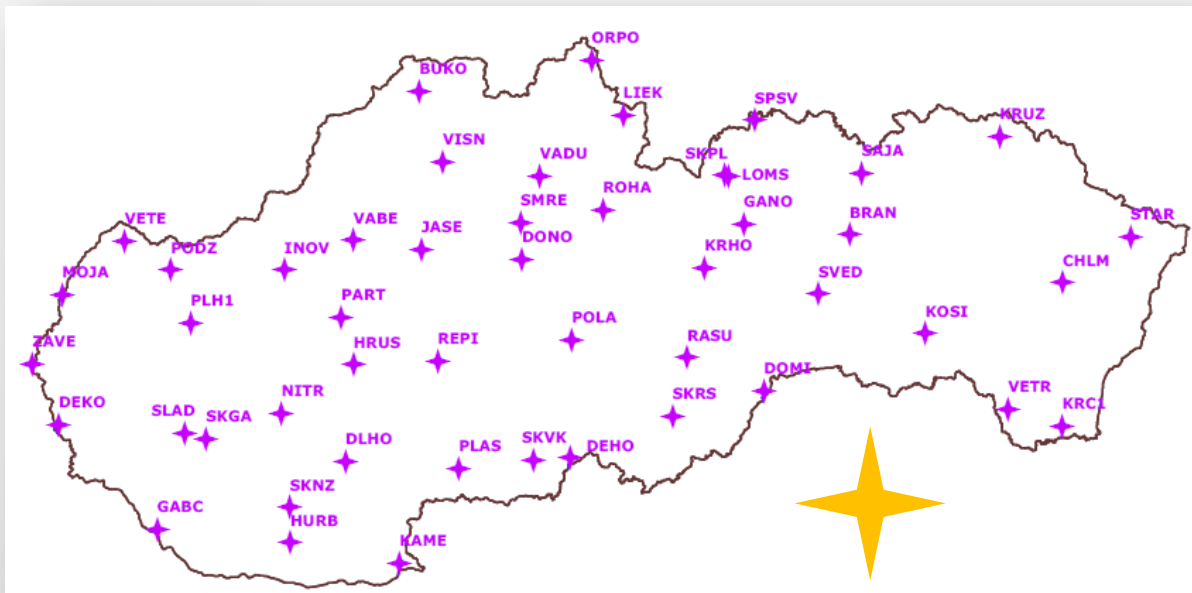 ORPO
BUKO
LIEK
SPSV
KRUZ
VISN
VADU
SKPL
LOMS
SAJA
ROHA
SMRE
GANO
BRAN
STAR
VETE
VABE
JASE
DONO
PODZ
INOV
KRHO
CHLM
MOJA
SVED
PLH1
PART
POLA
KOSI
ZAVE
HRUS
REPI
RASU
DOMI
DEKO
SLAD
SKGA
NITR
SKRS
VETR
KRC1
DLHO
PLAS
SKVK
DEHO
SKNZ
GABC
HURB
KAME